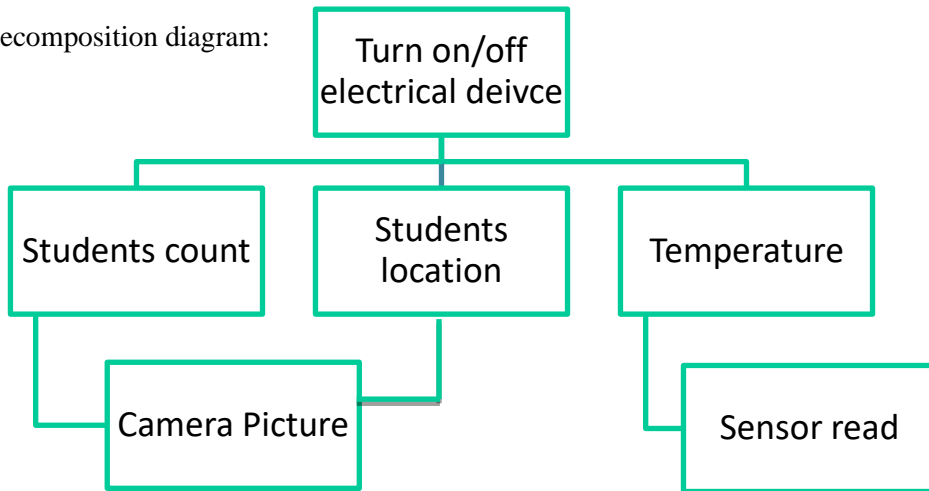 ecomposition diagram:
Turn on/off
electrical deivce
Students count
Students
location
Temperature
Camera Picture
Sensor read